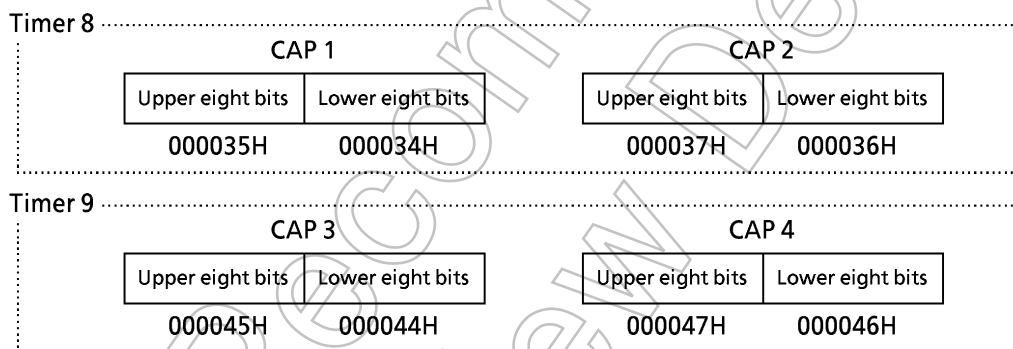 Timer 8
CAP 1 CAP 2
Upper eight bits Lower eight bits Upper eight bits Lower eight bits
000035H 000034H 000037H 000036H
Timer 9
CAP 3 CAP 4
Upper eight bits Lower eight bits Upper eight bits Lower eight bits
000045H 000044H 000047H 000046H